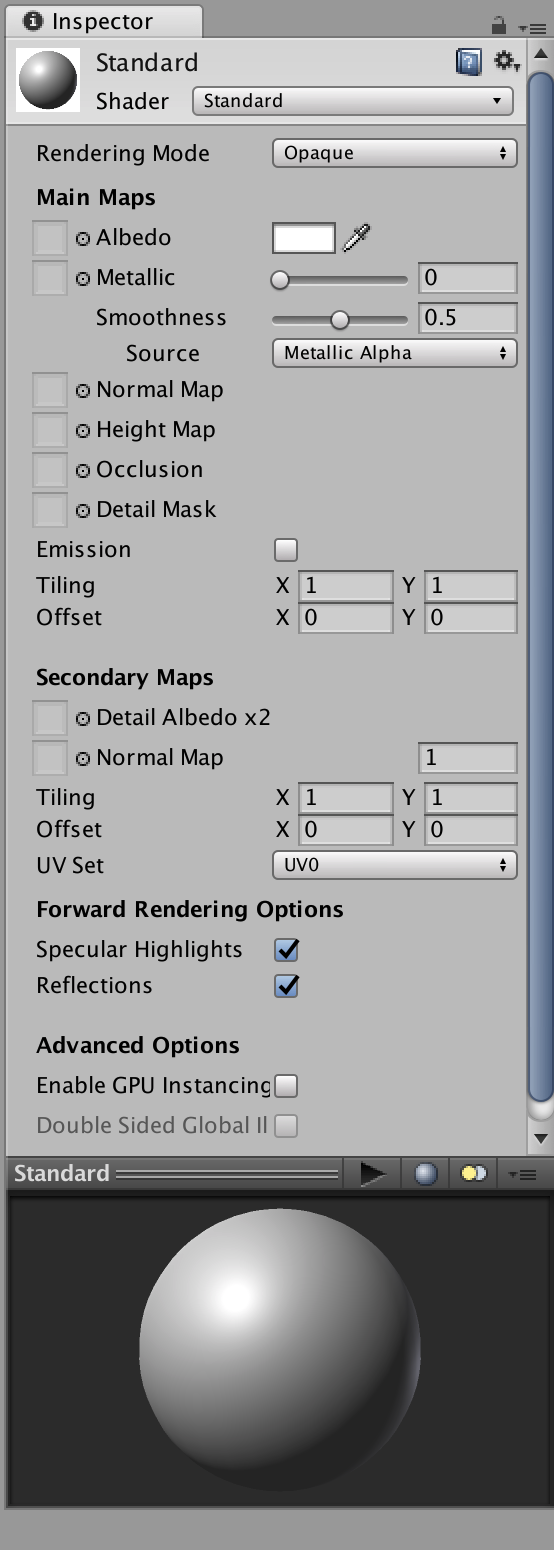 Inspector
Standard
Shader Standard
Rendering Mode Opaque
Main Maps
Albedo
Metallic 0
Smoothness 0.5
Source Metallic Alpha
Normal Map
Height Map
Occlusion
Detail Mask
Emission
Tiling X 1 Y 1
Offset X 0 Y 0
Secondary Maps
Detail Albedo x2
Normal Map 1
Tiling X 1 Y 1
Offset X 0 Y 0
UV Set UV0
Forward Rendering Options
Specular Highlights
Reflections
Advanced Options
Enable GPU Instancing
Double Sided Global Il
Standard